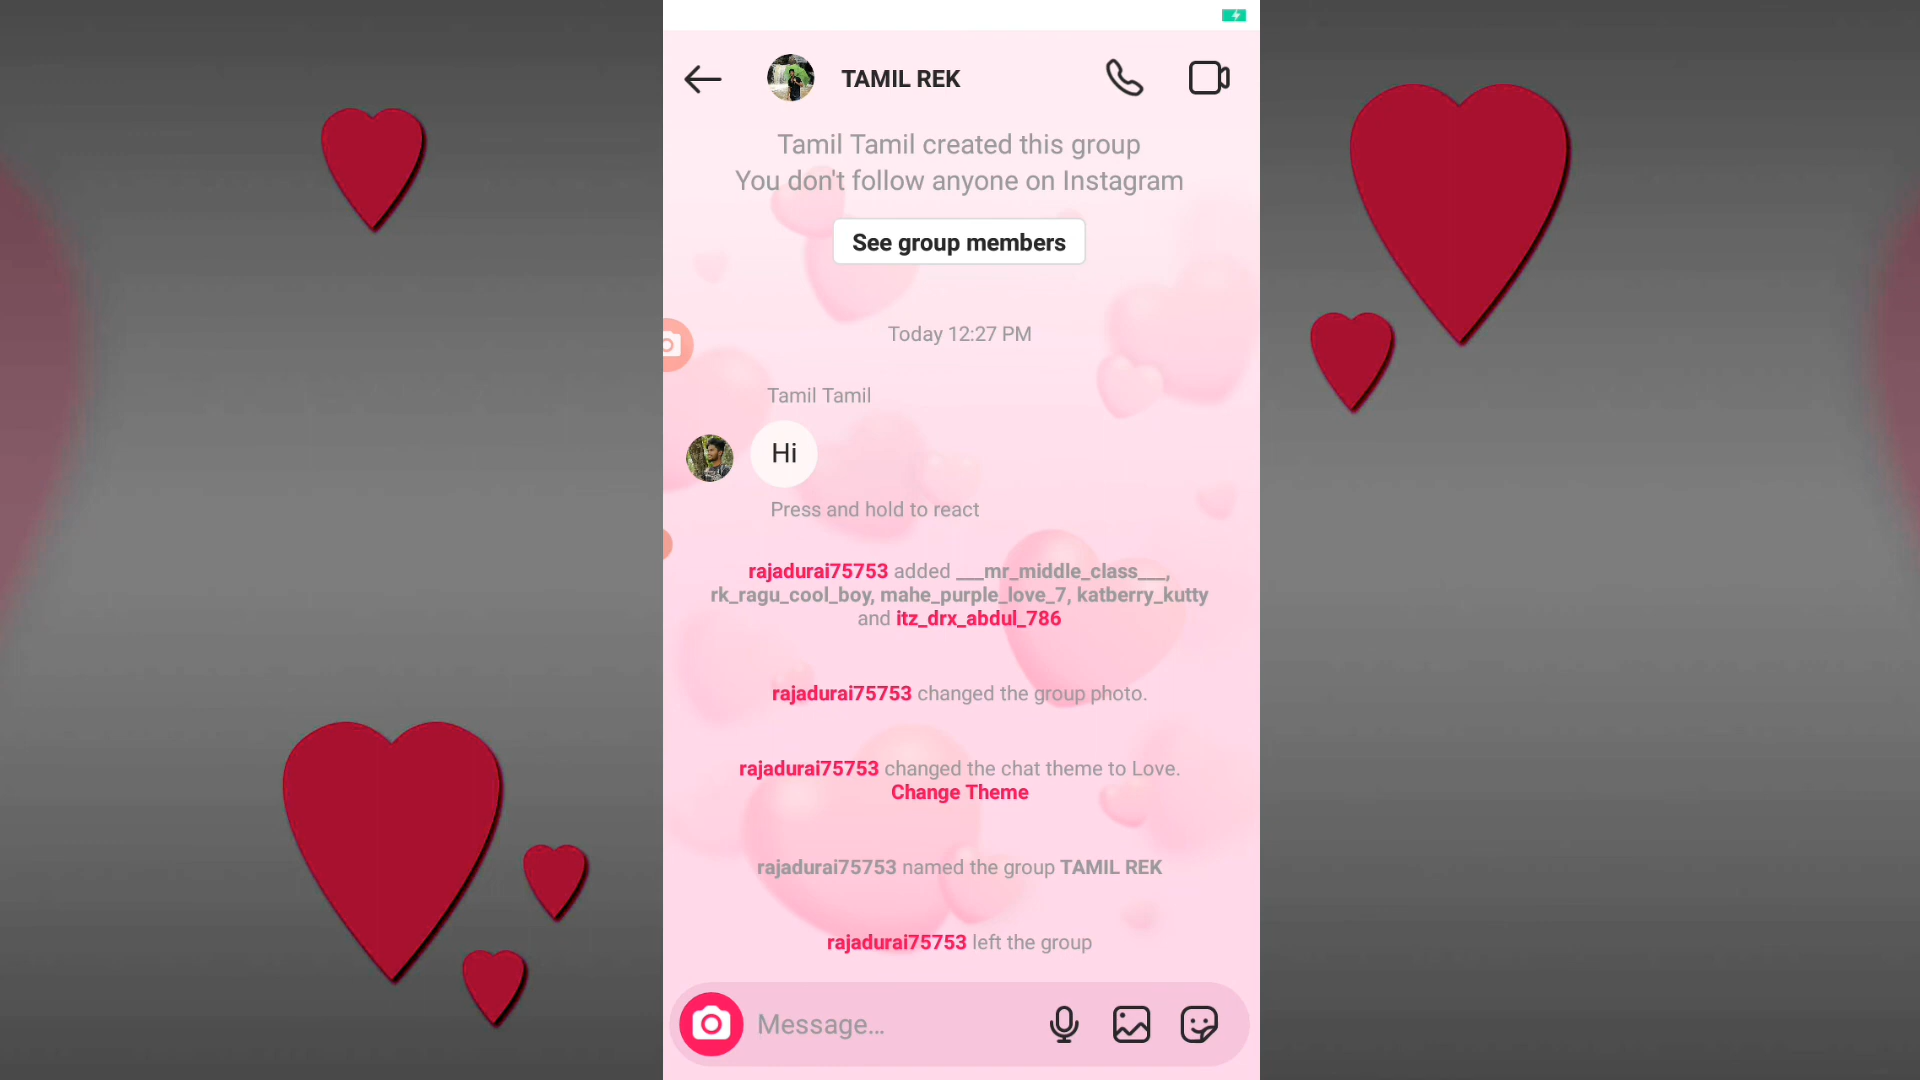 TAMIL REK
Tamil Tamil created this group
You don't follow anyone on Instagram
See group members
Today 12:27 PM
Tamil Tamil
Hi
Press and hold to react
rajadurai75753 added ___mr_middle_class___,
rk_ragu_cool_boy, mahe_purple_love_7, katberry_kutty
and itz_drx_abdul_786
rajadurai75753 changed the group photo.
rajadurai75753 changed the chat theme to Love.
Change Theme
rajadurai75753 named the group TAMIL REK
rajadurai75753 left the group
Message...